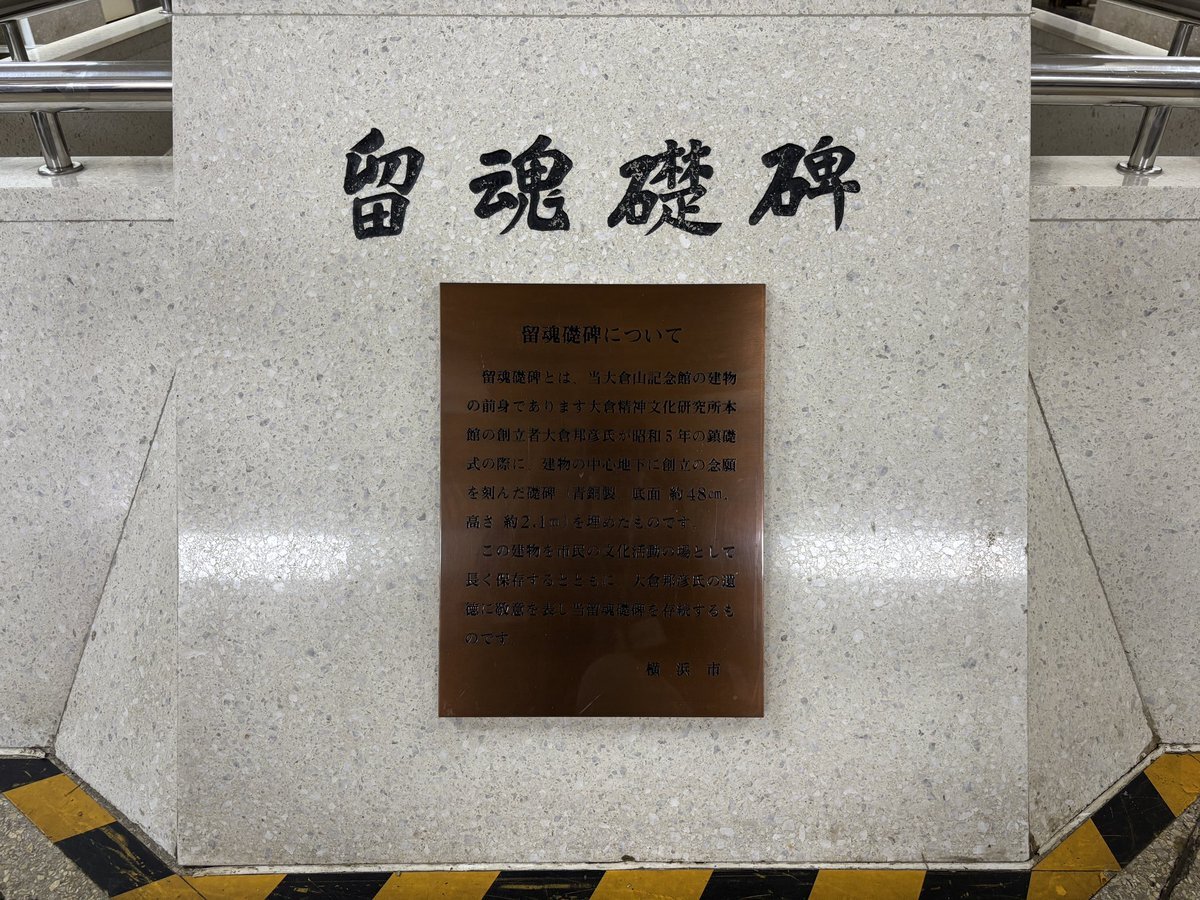 留魂礎碑
留魂礎碑について
留魂礎碑とは、当大倉山記念館の建物
の前身であります大倉精神文化研究所本
館の創立者大倉邦彦氏が昭和5年の鎮礎
式の際に、建物の中心地下に創立の念願
を刻んだ礎碑(青銅製 底面 約48㎝、
高さ 約2.1m)を埋めたものです。
この建物を市民の文化活動の場として
長く保存するとともに、大倉邦彦氏の遺
徳に敬意を表し当留魂礎碑を存続するも
のです。
横浜市